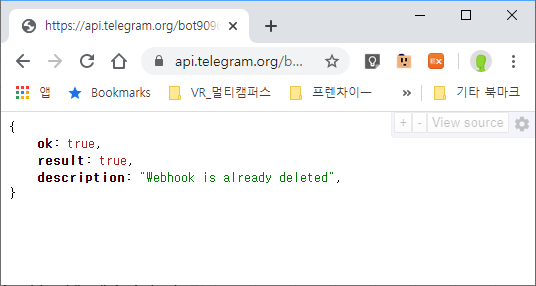 https://api.telegram.org/bot909
api.telegram.org/b...
앱 Bookmarks VR_멀티캠퍼스 프렌차이ㅡ » 기타 북마크
+ - View source
{
ok: true,
result: true,
description: "Webhook is already deleted",
}